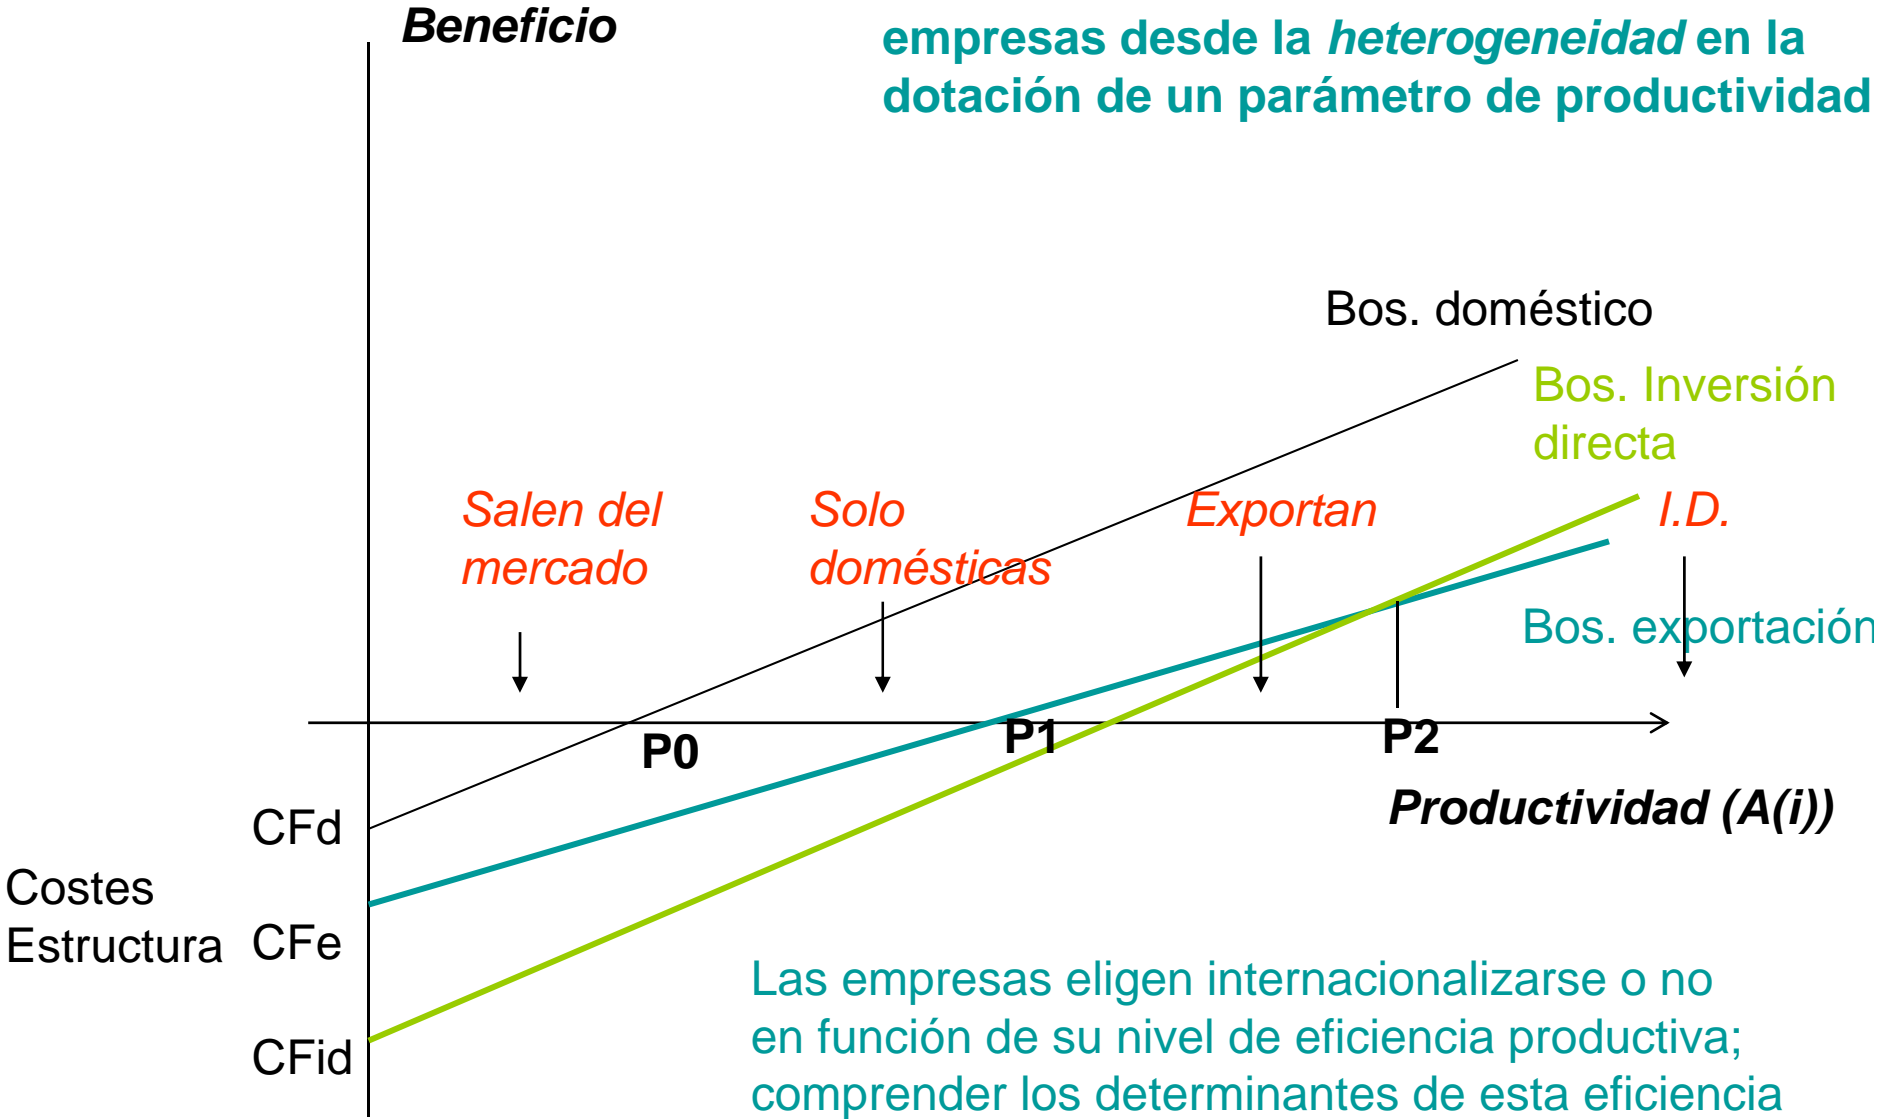 Beneficio
empresas desde la heterogeneidad en la
dotación de un parámetro de productividad
Bos. doméstico
Bos. Inversión
directa
Salen del
mercado
Solo
domésticas
Exportan
I.D.
Bos. exportación
P0
P1
P2
Productividad (A(i))
CFd
Costes
Estructura
CFe
CFid
Las empresas eligen internacionalizarse o no
en función de su nivel de eficiencia productiva;
comprender los determinantes de esta eficiencia